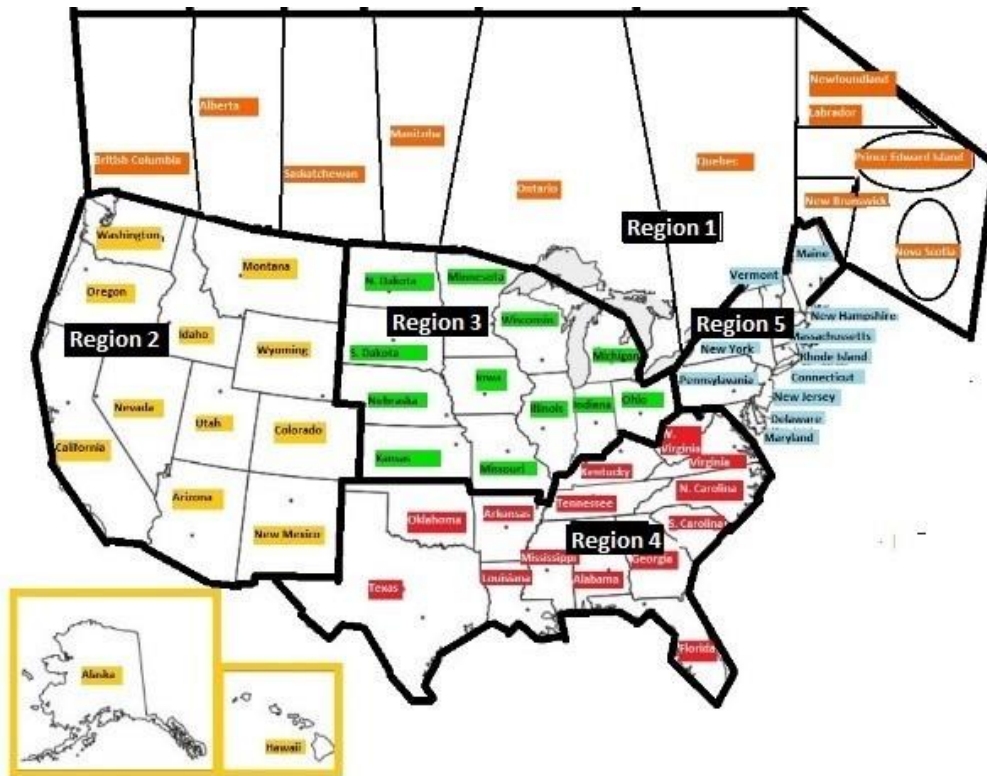 Newfoundland
Labrador
Alberta
Manitoba
British Columbia
Saskatchewan
Ontario
Quebec
Prince Edward Island
New Brunswick
Nova Scotia
Region 1
Washington
Oregon
Montana
Idaho
Wyoming
Region 2
Nevada
Utah
Colorado
California
Arizona
New Mexico
Alaska
Hawaii
N. Dakota
Minnesota
Region 3
Wisconsin
S. Dakota
Michigan
Iowa
Nebraska
Illinois
Indiana
Ohio
Kansas
Missouri
Maine
Vermont
Region 5
New Hampshire
Massachussetts
New York
Rhode Island
Pennsylavania
Connecticut
New Jersey
Delaware
Maryland
W.
Virginia
Virginia
Kentucky
N. Carolina
Tennessee
Oklahoma
Arkansas
S. Carolina
Region 4
Mississippi
Georgia
Louisiana
Alabama
Texas
Florida